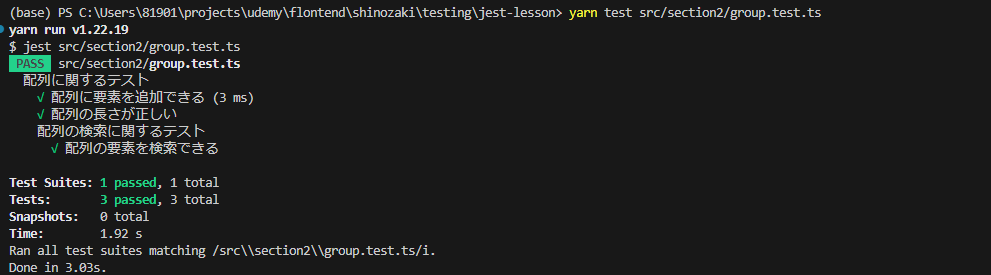 (base) PS C:\Users\81901\projects\udemy\flontend\shinozaki\testing\jest-lesson> yarn test src/section2/group.test.ts
yarn run v1.22.19
$ jest src/section2/group.test.ts
PASS src/section2/group.test.ts
配列に関するテスト
√ 配列に要素を追加できる (3 ms)
√ 配列の長さが正しい
配列の検索に関するテスト
√ 配列の要素を検索できる
Test Suites: 1 passed, 1 total
Tests: 3 passed, 3 total
Snapshots: 0 total
Time: 1.92 s
Ran all test suites matching /src\\section2\\group.test.ts/i.
Done in 3.03s.